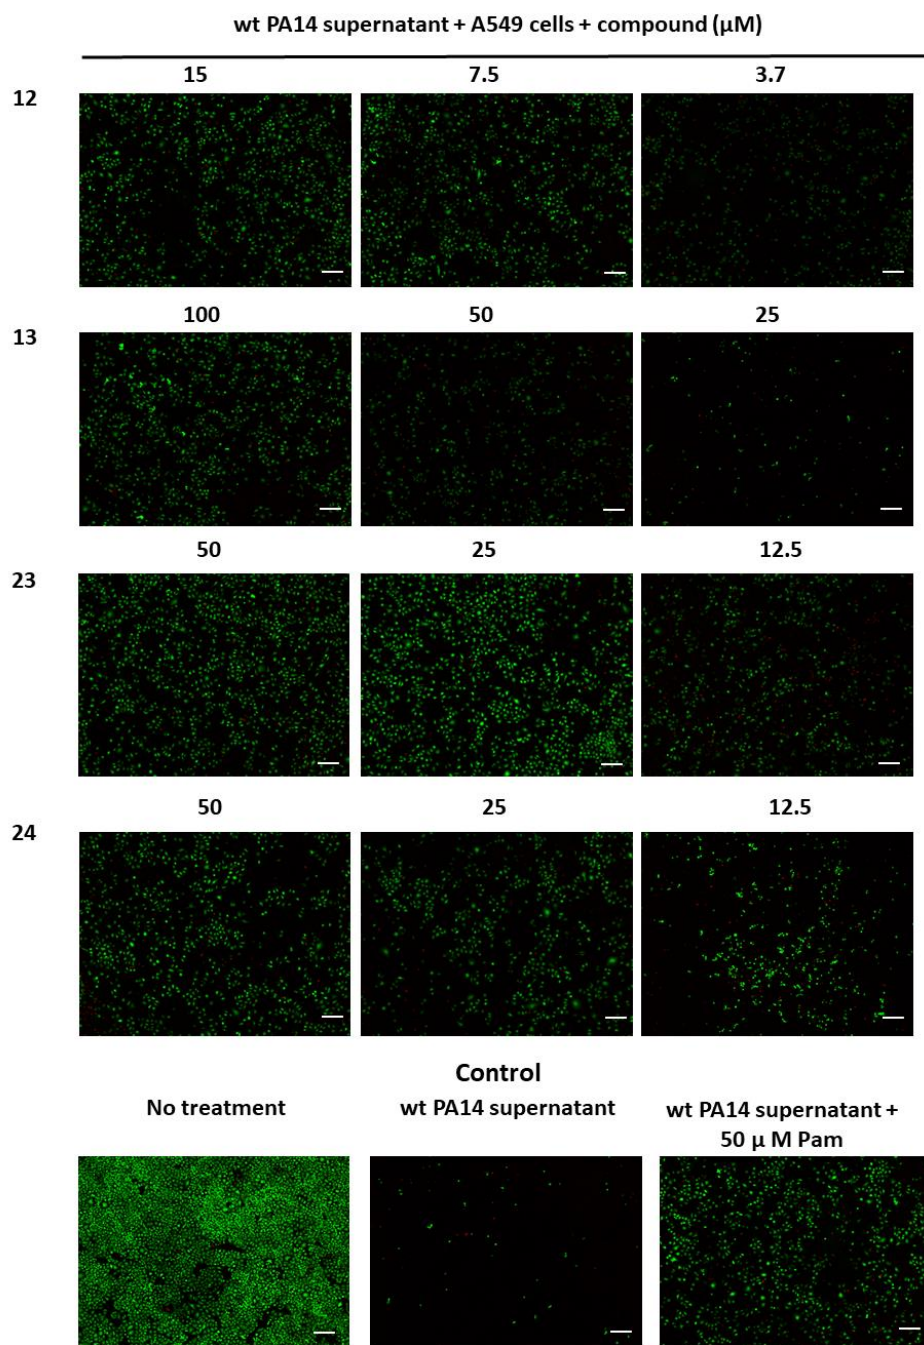 wt PA14 supernatant + A549 cells + compound (μM)
15 7.5 3.7
12
100 50 25
13
50 25 12.5
23
50 25 12.5
24
Control
No treatment wt PA14 supernatant wt PA14 supernatant +
50 μ M Pam